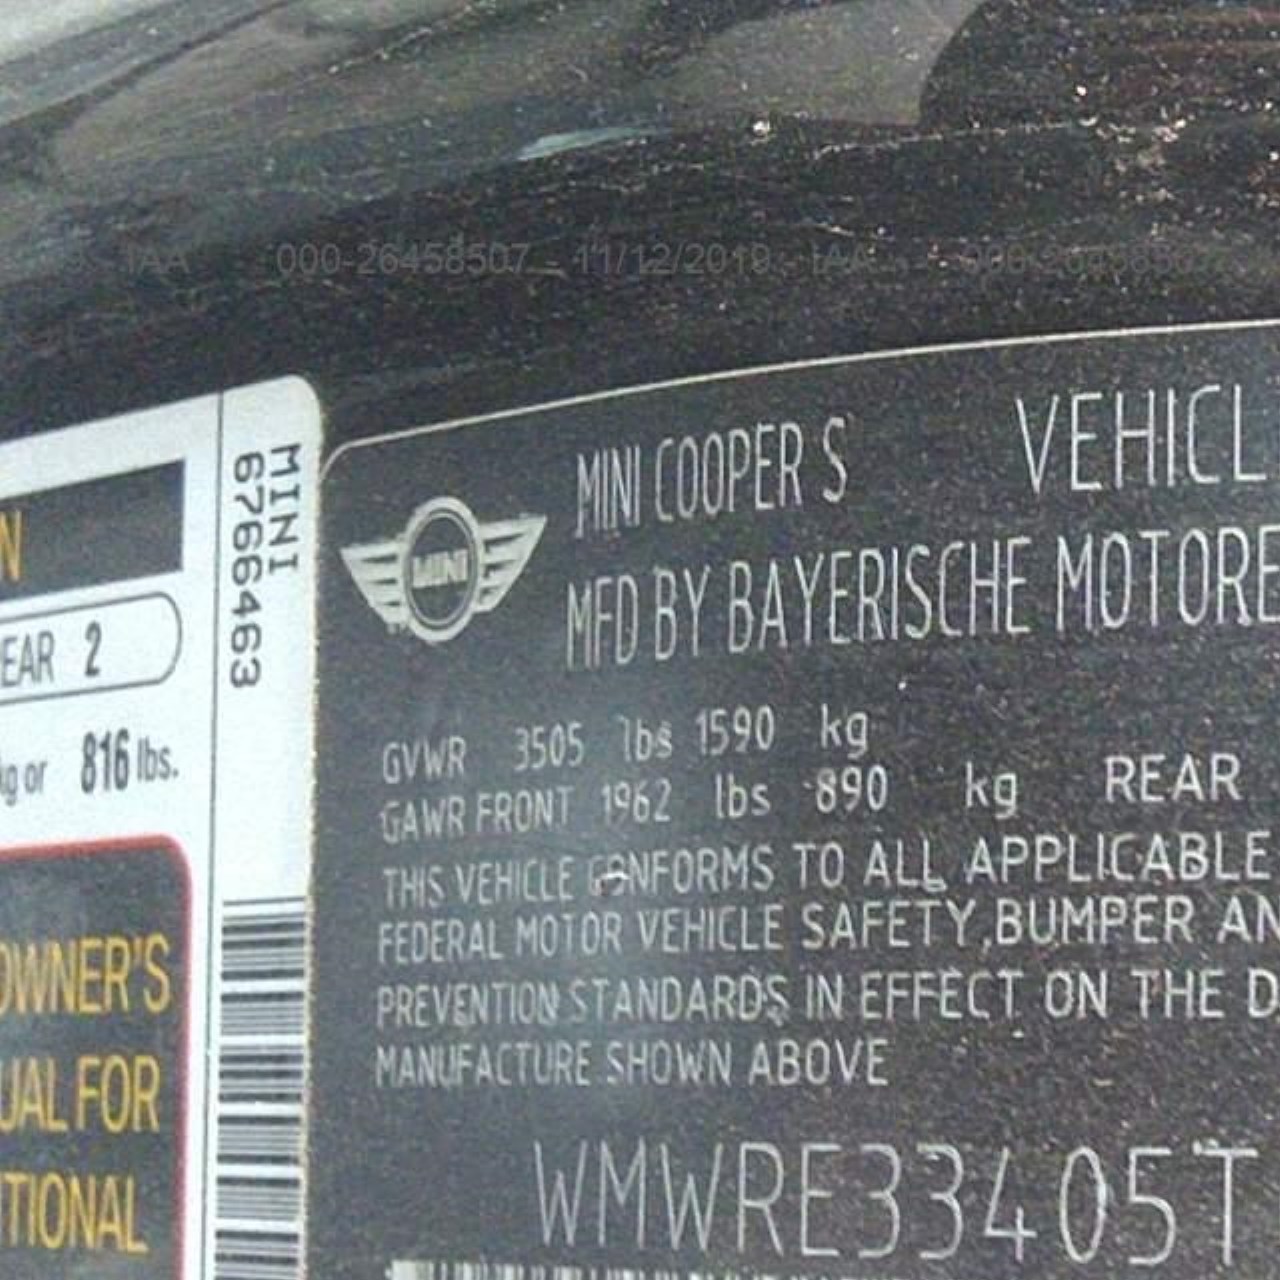 IAA 000-26458507 - 11/12/2019 - IAA
N
EAR 2
kg or 816 lbs.
OWNER'S
UAL FOR
TIONAL
MINI
6766463
MINI
MINI COOPER S VEHICL
MFD BY BAYERISCHE MOTORE
GVWR 3505 lbs 1590 kg
GAWR FRONT 1962 lbs 890 kg REAR
THIS VEHICLE CONFORMS TO ALL APPLICABLE
FEDERAL MOTOR VEHICLE SAFETY,BUMPER AN
PREVENTION STANDARDS IN EFFECT ON THE D
MANUFACTURE SHOWN ABOVE
WMWRE33405T